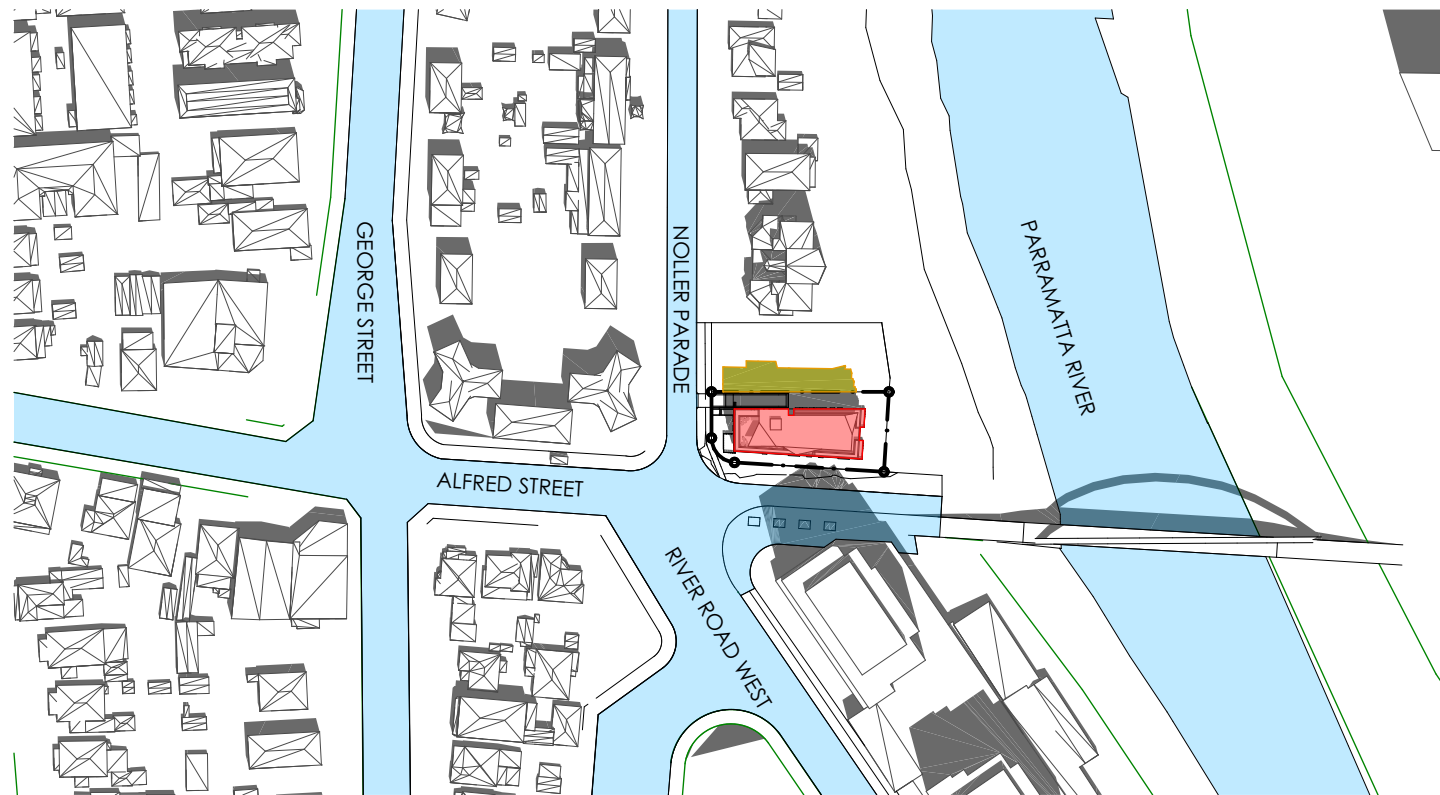 GEORGE STREET
NOLLER PARADE
PARRAMATTA RIVER
ALFRED STREET
RIVER ROAD WEST